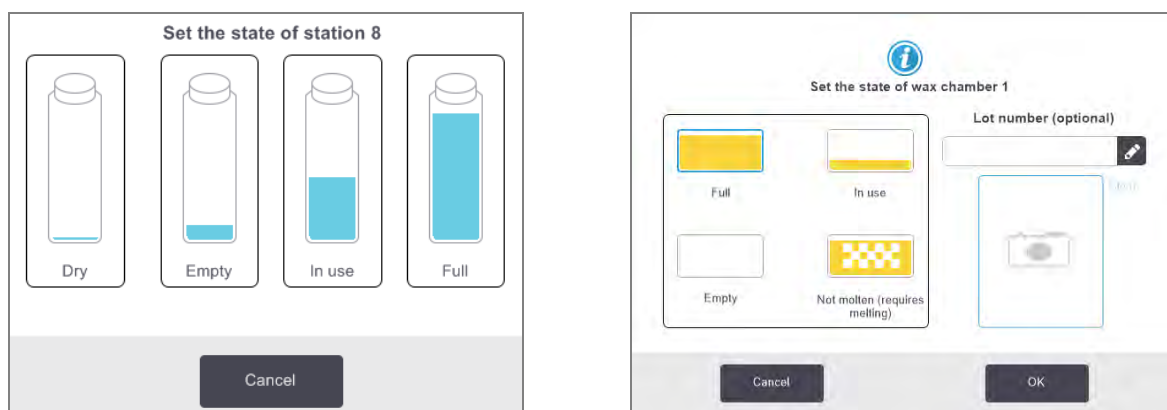 Set the state of station 8
Dry
Empty
In use
Full
Cancel
Set the state of wax chamber 1
Lot number (optional)
Full
In use
Empty
Not molten (requires
melting)
Cancel
OK